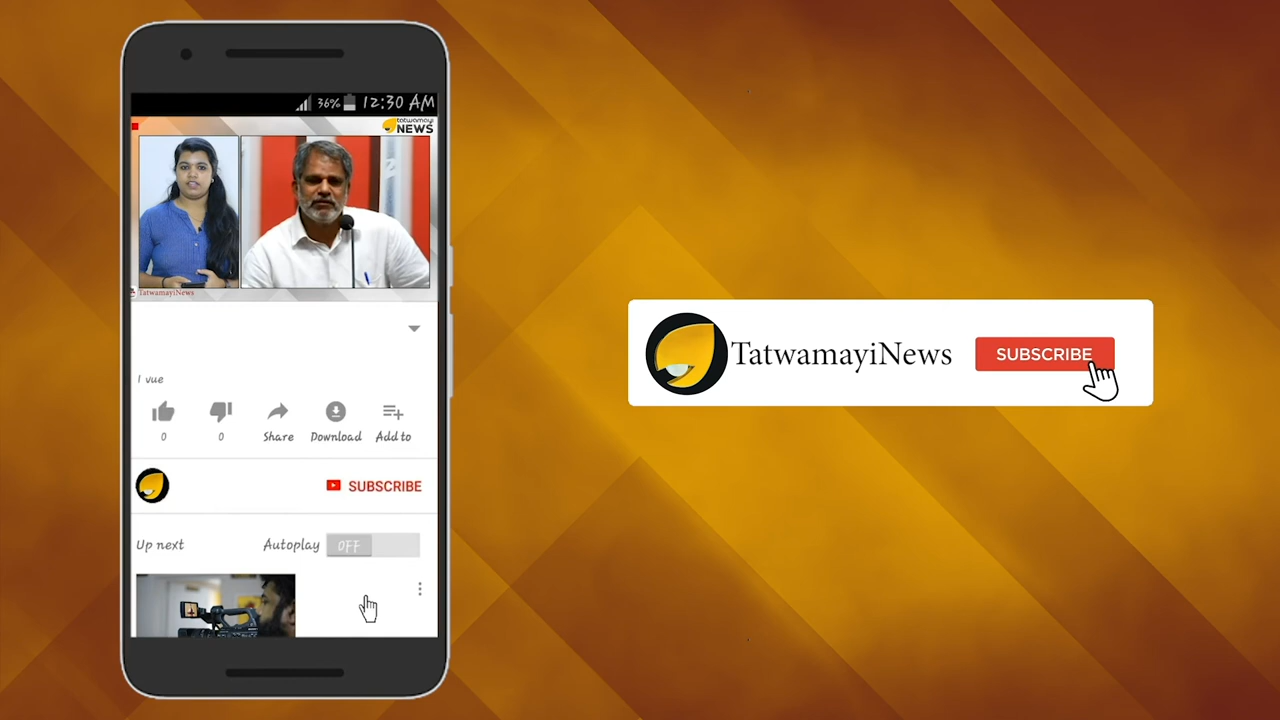 36% 12:30 AM
tatwamayi
NEWS
TatwamayiNews
1 vue
0
0
Share
Download
Add to
SUBSCRIBE
Up next
Autoplay
OFF
TatwamayiNews
SUBSCRIBE